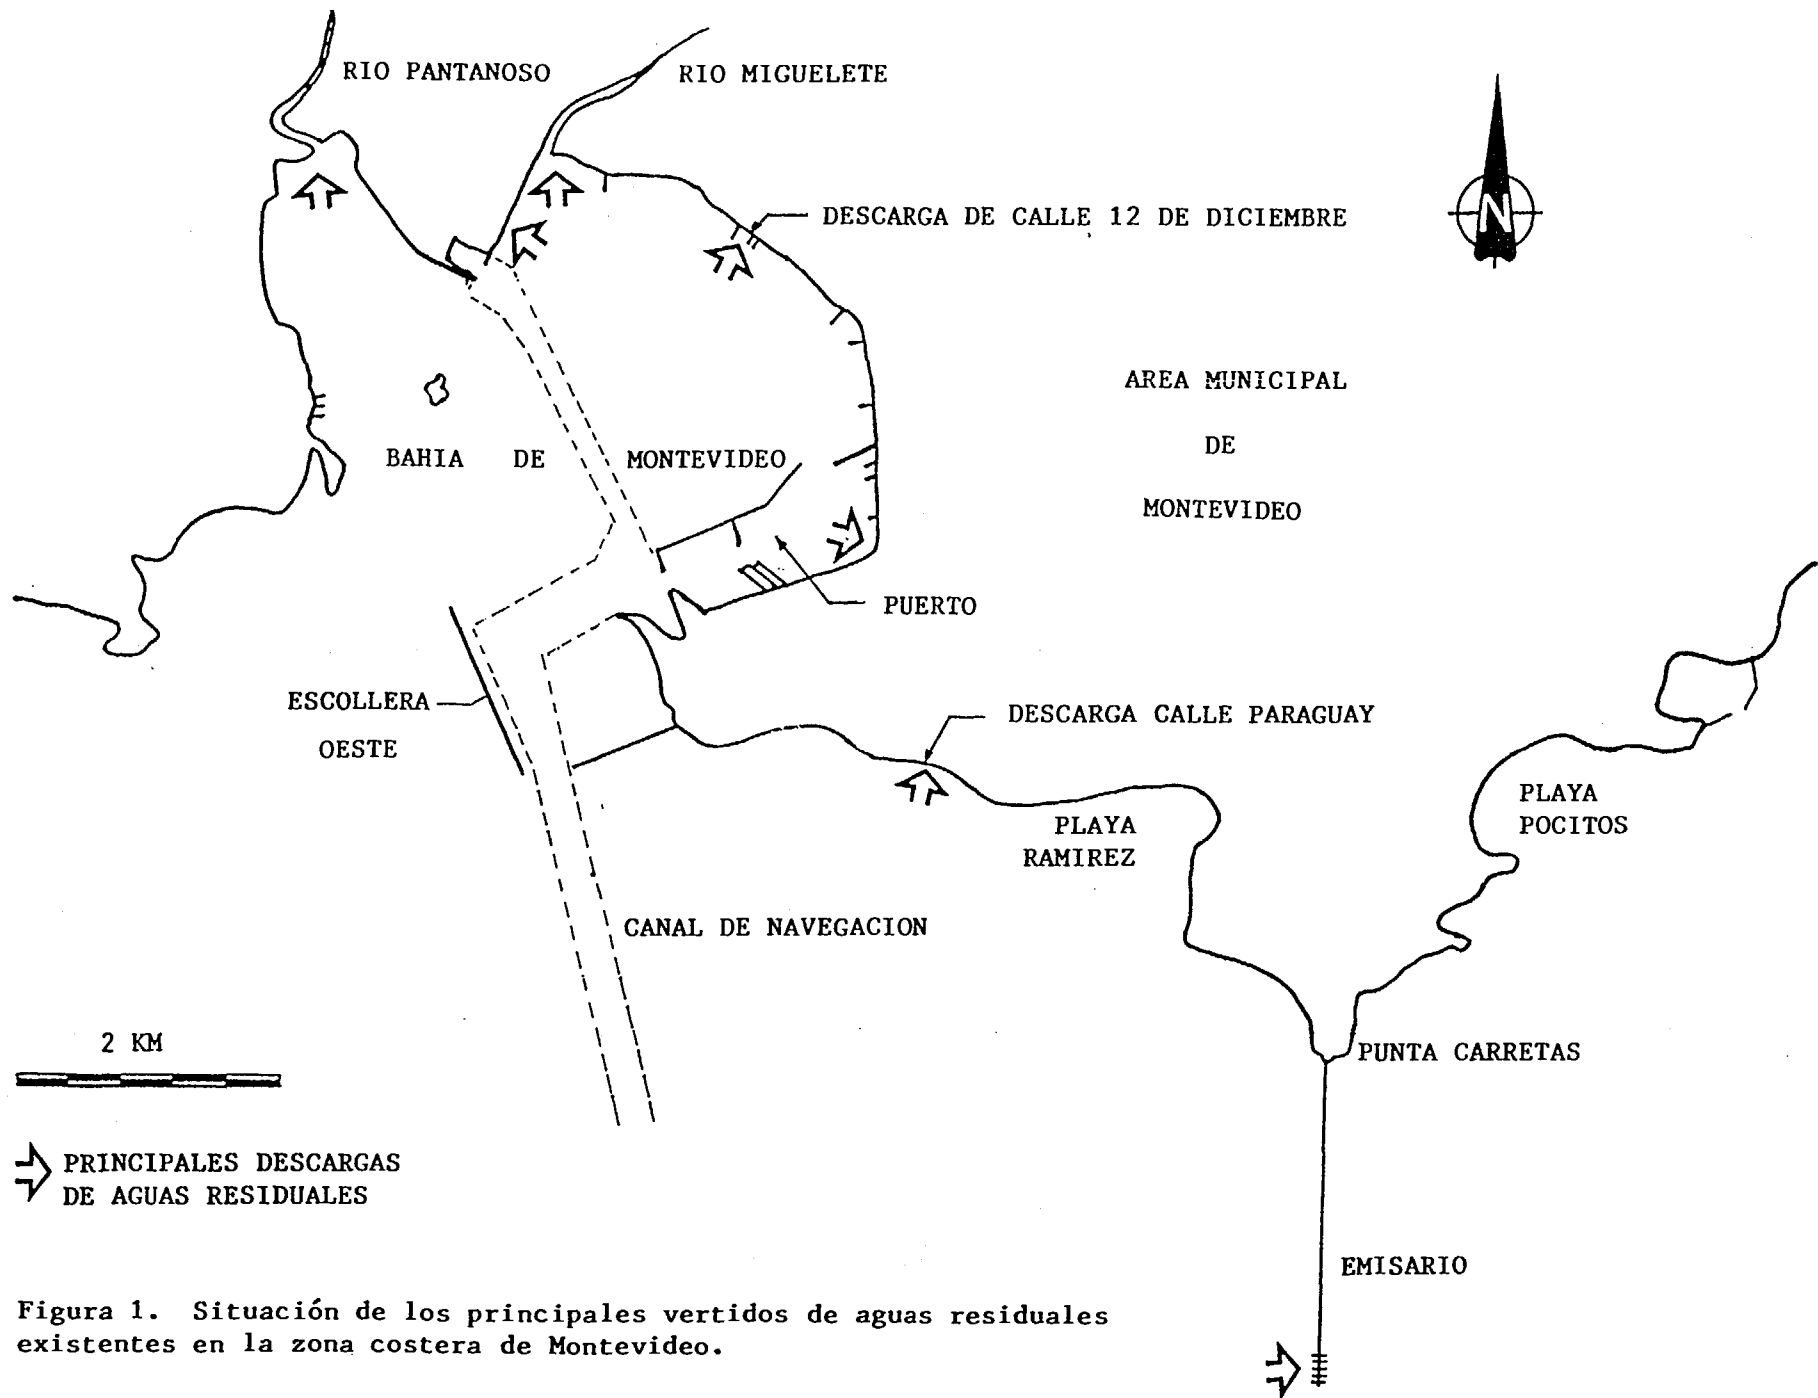 RIO PANTANOSO
RIO MIGUELETE
N
DESCARGA DE CALLE 12 DE DICIEMBRE
AREA MUNICIPAL
DE
MONTEVIDEO
BAHIA DE MONTEVIDEO
PUERTO
ESCOLLERA
OESTE
DESCARGA CALLE PARAGUAY
PLAYA
RAMIREZ
PLAYA
POCITOS
CANAL DE NAVEGACION
2 KM
PUNTA CARRETAS
PRINCIPALES DESCARGAS
DE AGUAS RESIDUALES
EMISARIO
Figura 1. Situación de los principales vertidos de aguas residuales
existentes en la zona costera de Montevideo.